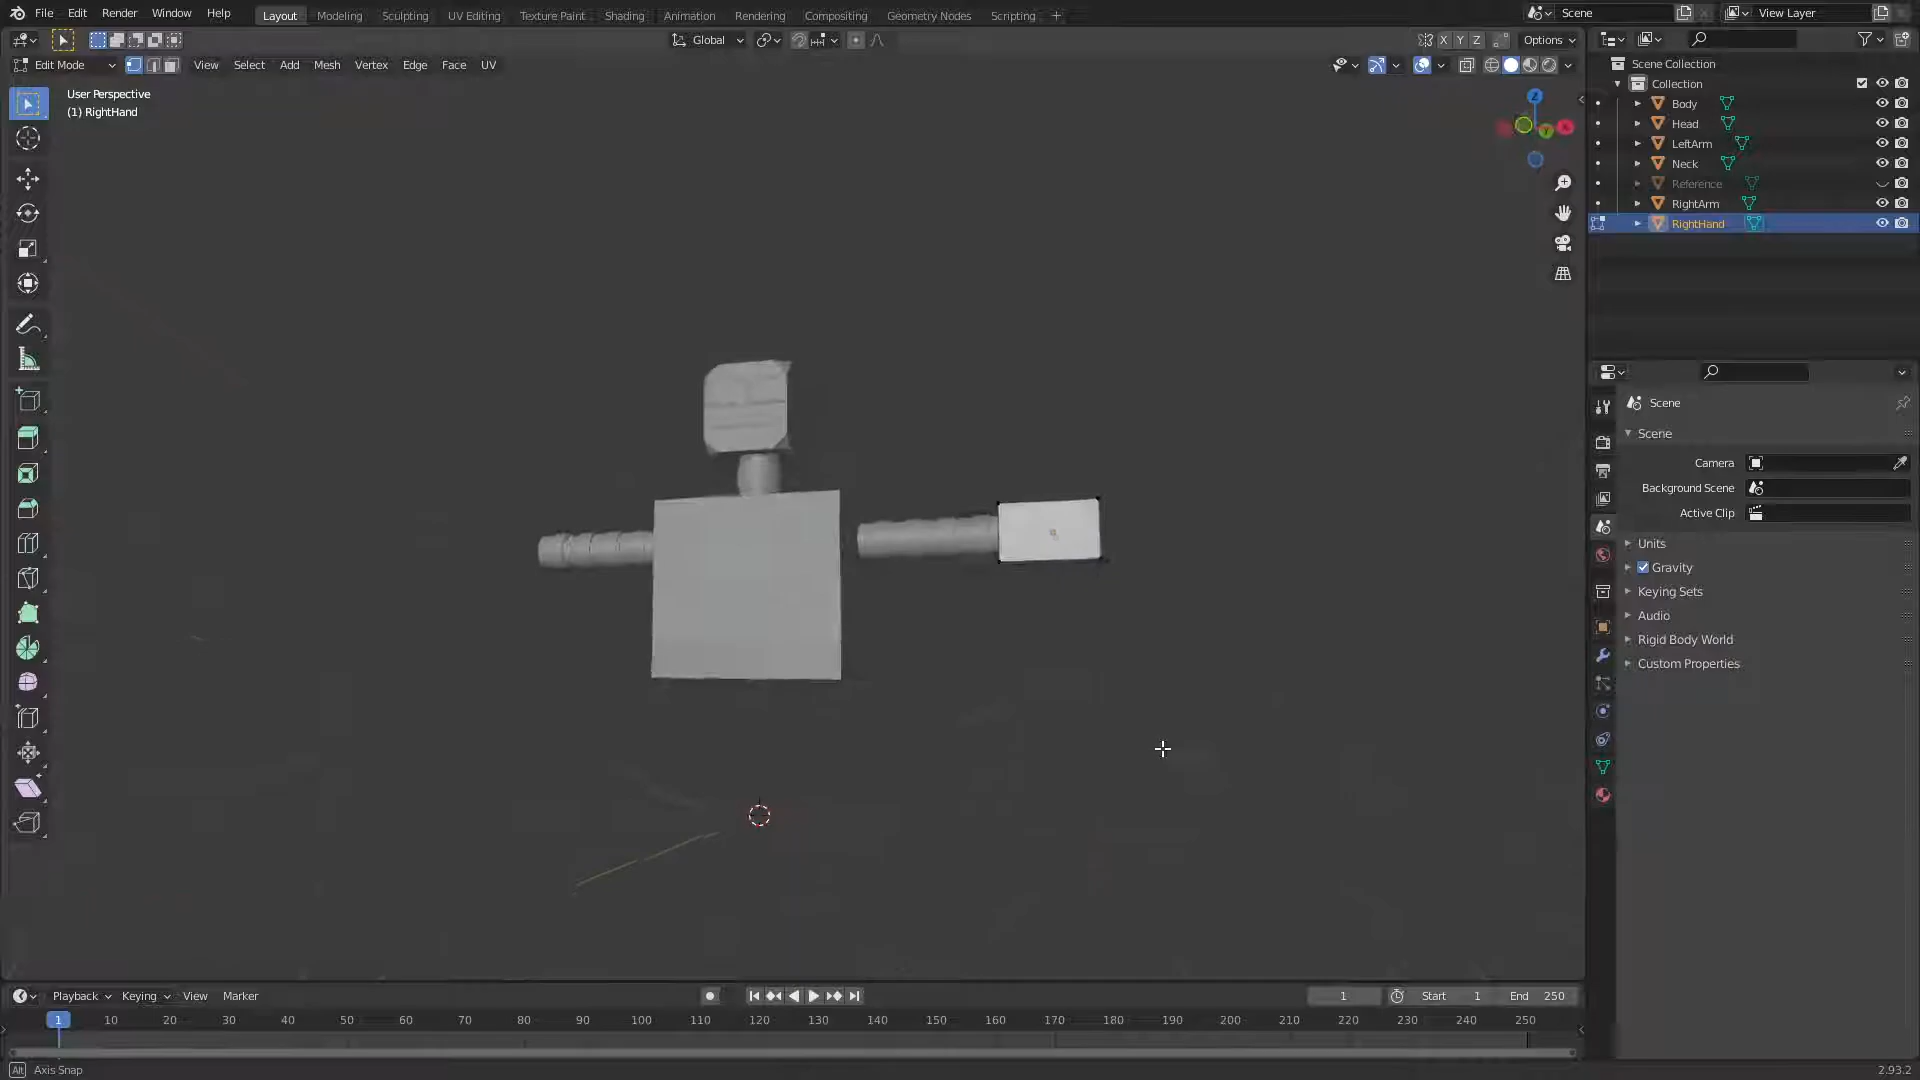 File Edit Render Window Help Layout Modeling Sculpting UV Editing Texture Paint Shading Animation Rendering Compositing Geometry Nodes Scripting + Scene View Layer
Global X Y Z Options
Edit Mode View Select Add Mesh Vertex Edge Face UV
User Perspective
(1) RightHand
Z
Y
X
Scene Collection
Collection
Body
Head
LeftArm
Neck
Reference
RightArm
RightHand
Scene
Scene
Camera
Background Scene
Active Clip
Units
Gravity
Keying Sets
Audio
Rigid Body World
Custom Properties
Playback Keying View Marker 1 Start 1 End 250
1 10 20 30 40 50 60 70 80 90 100 110 120 130 140 150 160 170 180 190 200 210 220 230 240 250
Alt Axis Snap 2.93.2